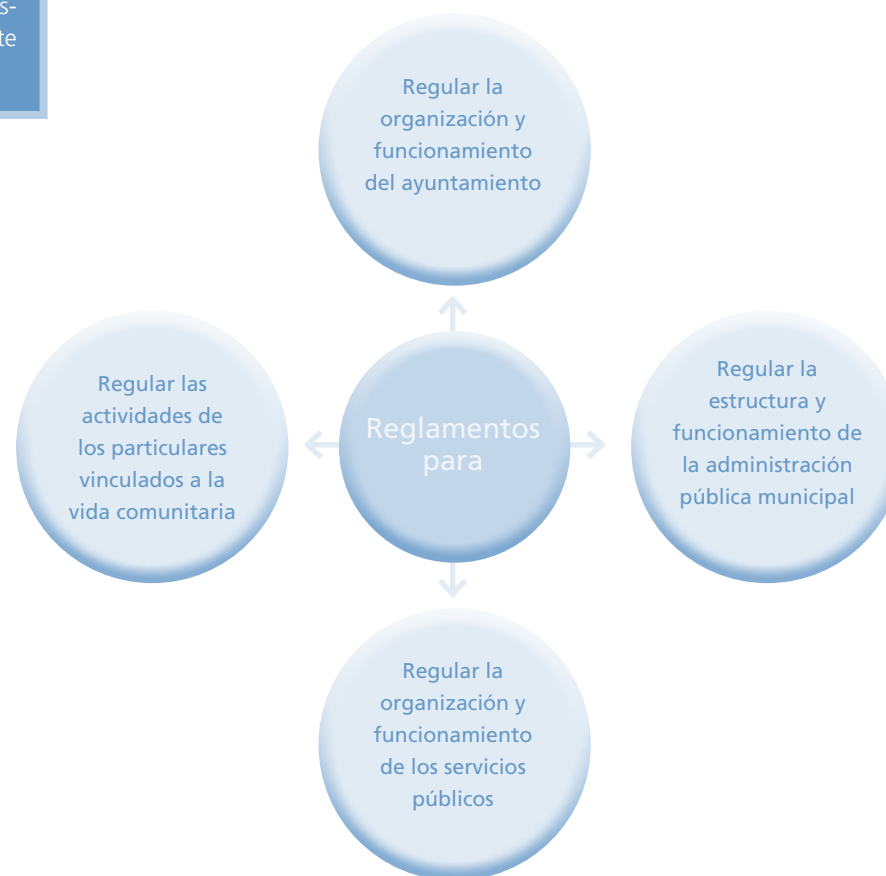 s-
te
Regular la
organización y
funcionamiento
del ayuntamiento
Regular las
actividades de
los particulares
vinculados a la
vida comunitaria
Reglamentos
para
Regular la
estructura y
funcionamiento de
la administración
pública municipal
Regular la
organización y
funcionamiento
de los servicios
públicos